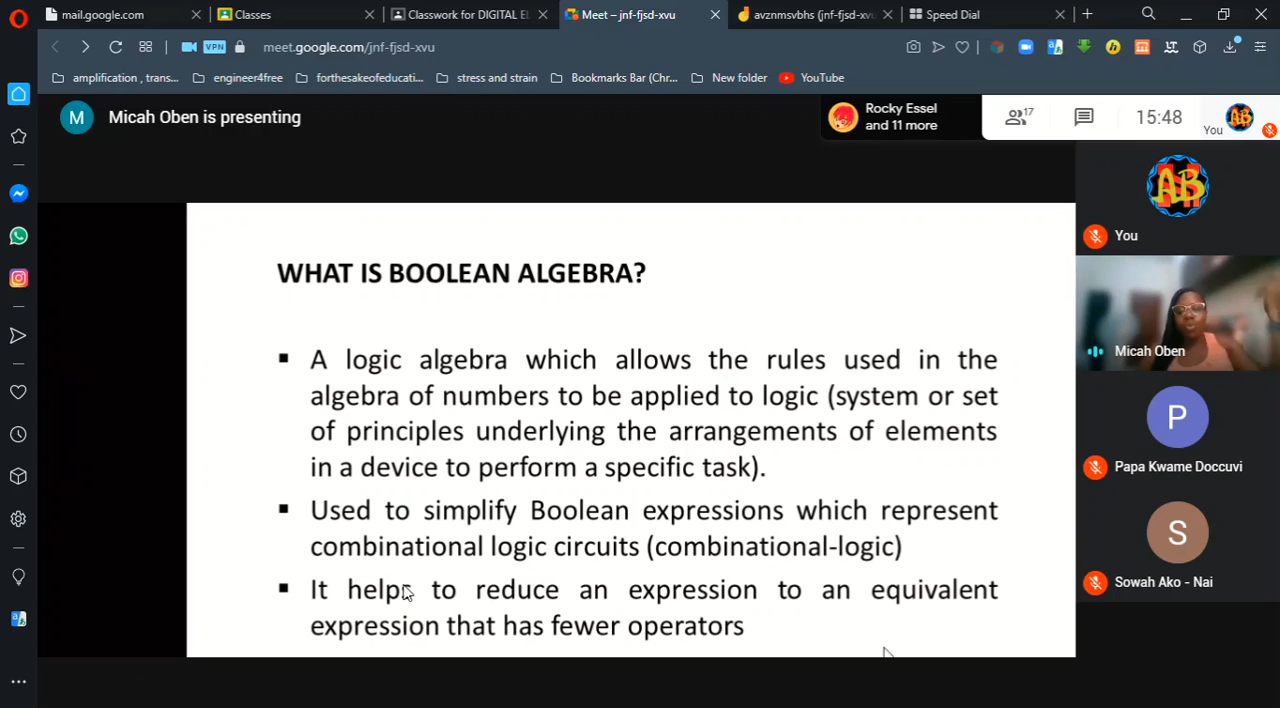 mail.google.com
Classes
Classwork for DIGITAL EL
Meet – jnf-fjsd-xvu
avznmsvbhs (jnf-fjsd-xv
Speed Dial
VPN
meet.google.com/jnf-fjsd-xvu
amplification , trans...
engineer4free
forthesakeofeducati...
stress and strain
Bookmarks Bar (Chr...
New folder
YouTube
M
Micah Oben is presenting
Rocky Essel
and 11 more
17
15:48
You
AB
You
WHAT IS BOOLEAN ALGEBRA?
▪ A logic algebra which allows the rules used in the
algebra of numbers to be applied to logic (system or set
of principles underlying the arrangements of elements
in a device to perform a specific task).
▪ Used to simplify Boolean expressions which represent
combinational logic circuits (combinational-logic)
▪ It helps to reduce an expression to an equivalent
expression that has fewer operators
Micah Oben
P
Papa Kwame Doccuvi
S
Sowah Ako - Nai